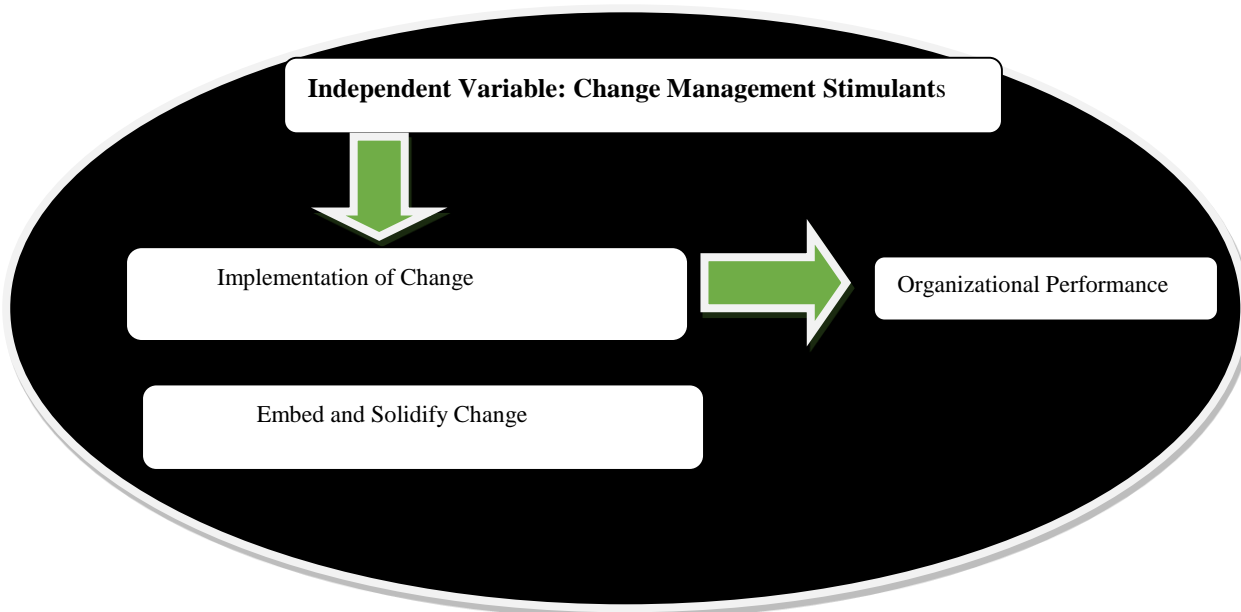 Independent Variable: Change Management Stimulants
Implementation of Change
Organizational Performance
Embed and Solidify Change